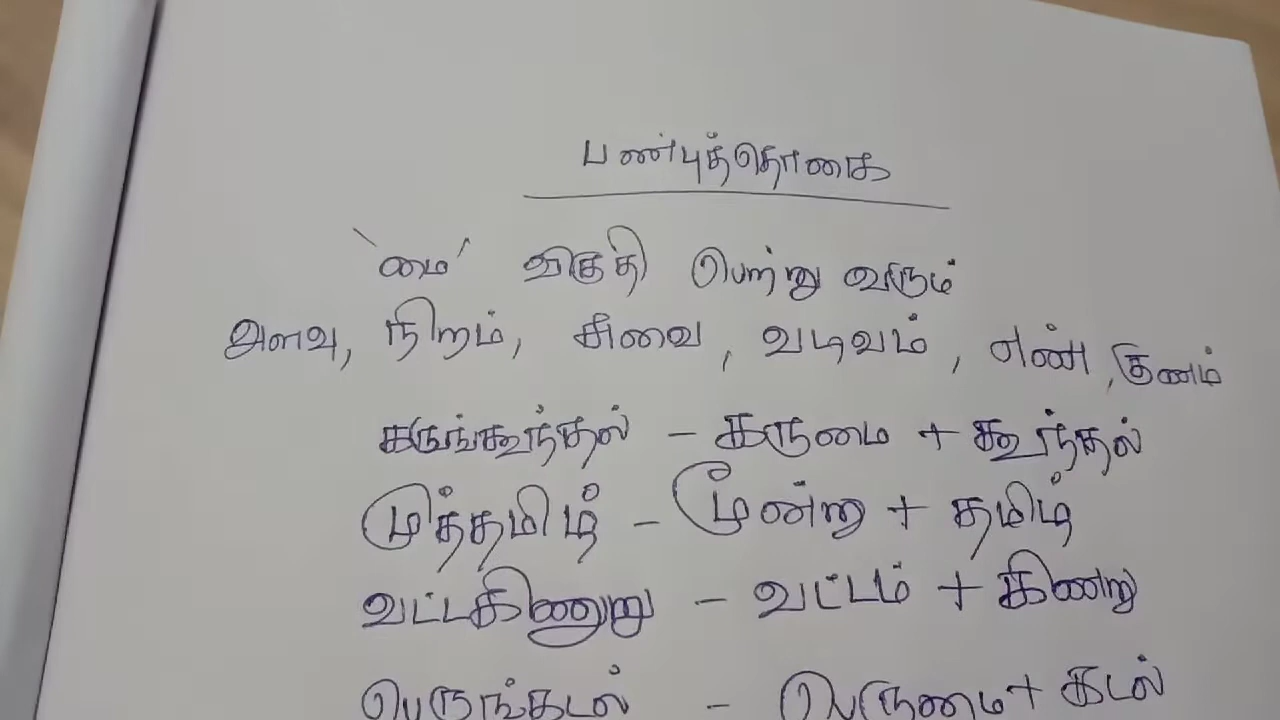 பண்புத்தொகை
'மை' விகுதி பெற்று வரும்
அளவு, நிறம், சுவை, வடிவம், எண், குணம்
கருங்கூந்தல் - கருமை + கூந்தல்
முத்தமிழ் - மூன்று + தமிழ்
வட்டகிணறு - வட்டம் + கிணறு
பெருங்கடல் - பெருமை + கடல்